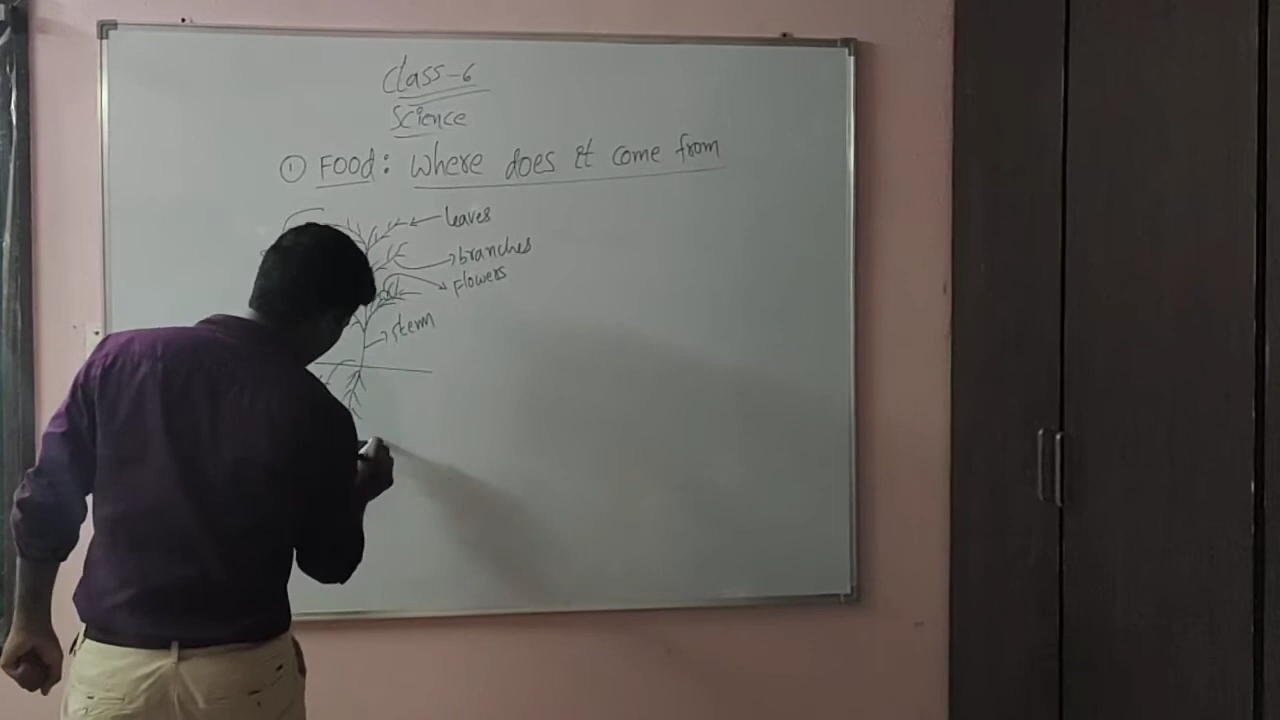 Class-6
Science
① Food: Where does it come from
leaves
branches
Flowers
stem